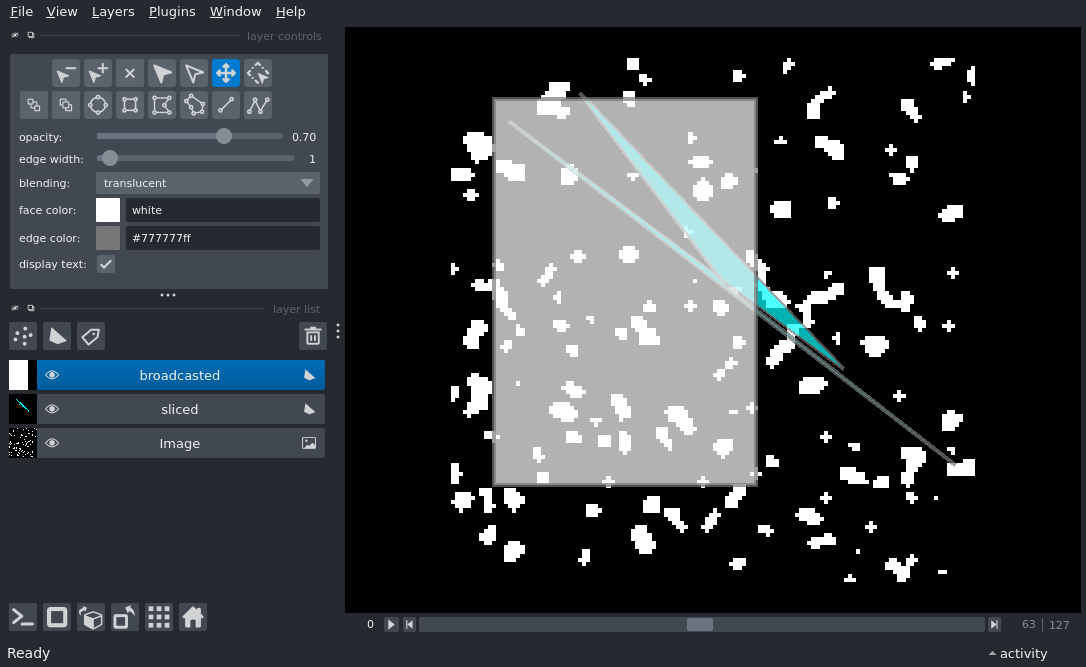 File View Layers Plugins Window Help
layer controls
opacity: 0.70
edge width: 1
blending: translucent
face color: white
edge color: #777777ff
display text:
layer list
broadcasted
sliced
Image
0 63 127
Ready activity